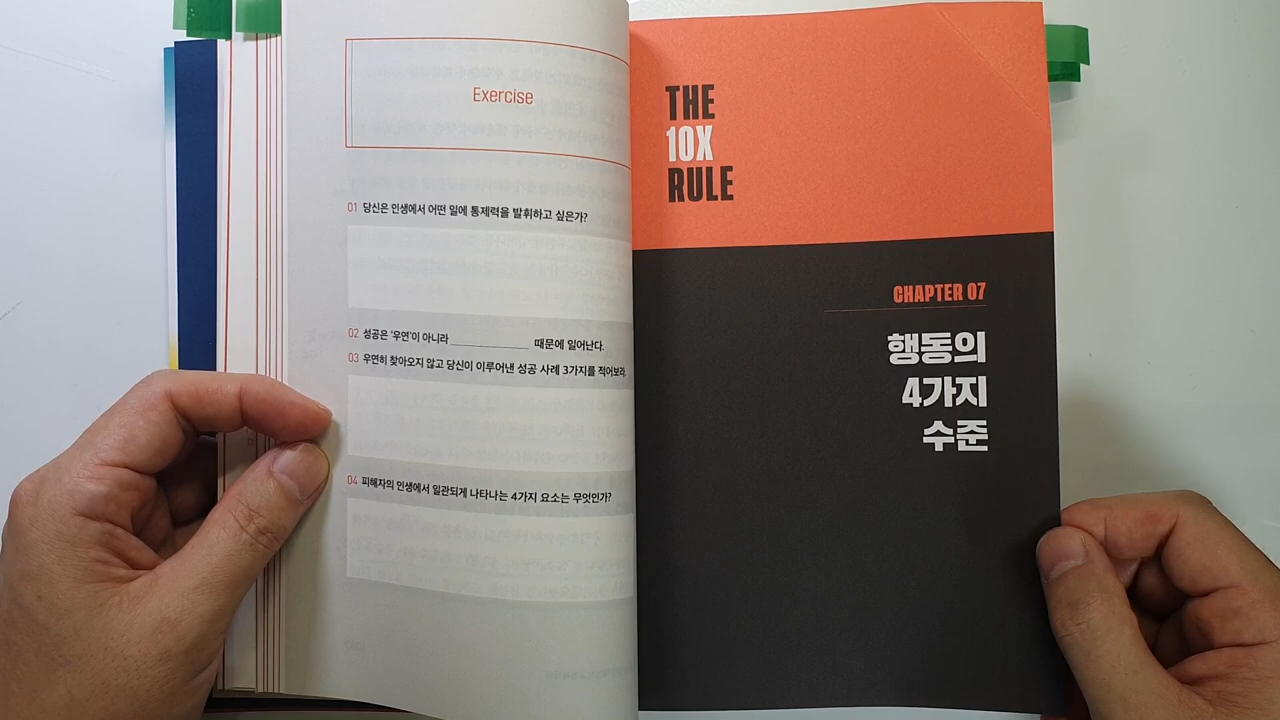 Exercise
01 당신은 인생에서 어떤 일에 통제력을 발휘하고 싶은가?
02 성공은 '우연'이 아니라 ____________ 때문에 일어난다.
03 우연히 찾아오지 않고 당신이 이루어낸 성공 사례 3가지를 적어보라.
04 피해자의 인생에서 일관되게 나타나는 4가지 요소는 무엇인가?
THE
10X
RULE
CHAPTER 07
행동의
4가지
수준